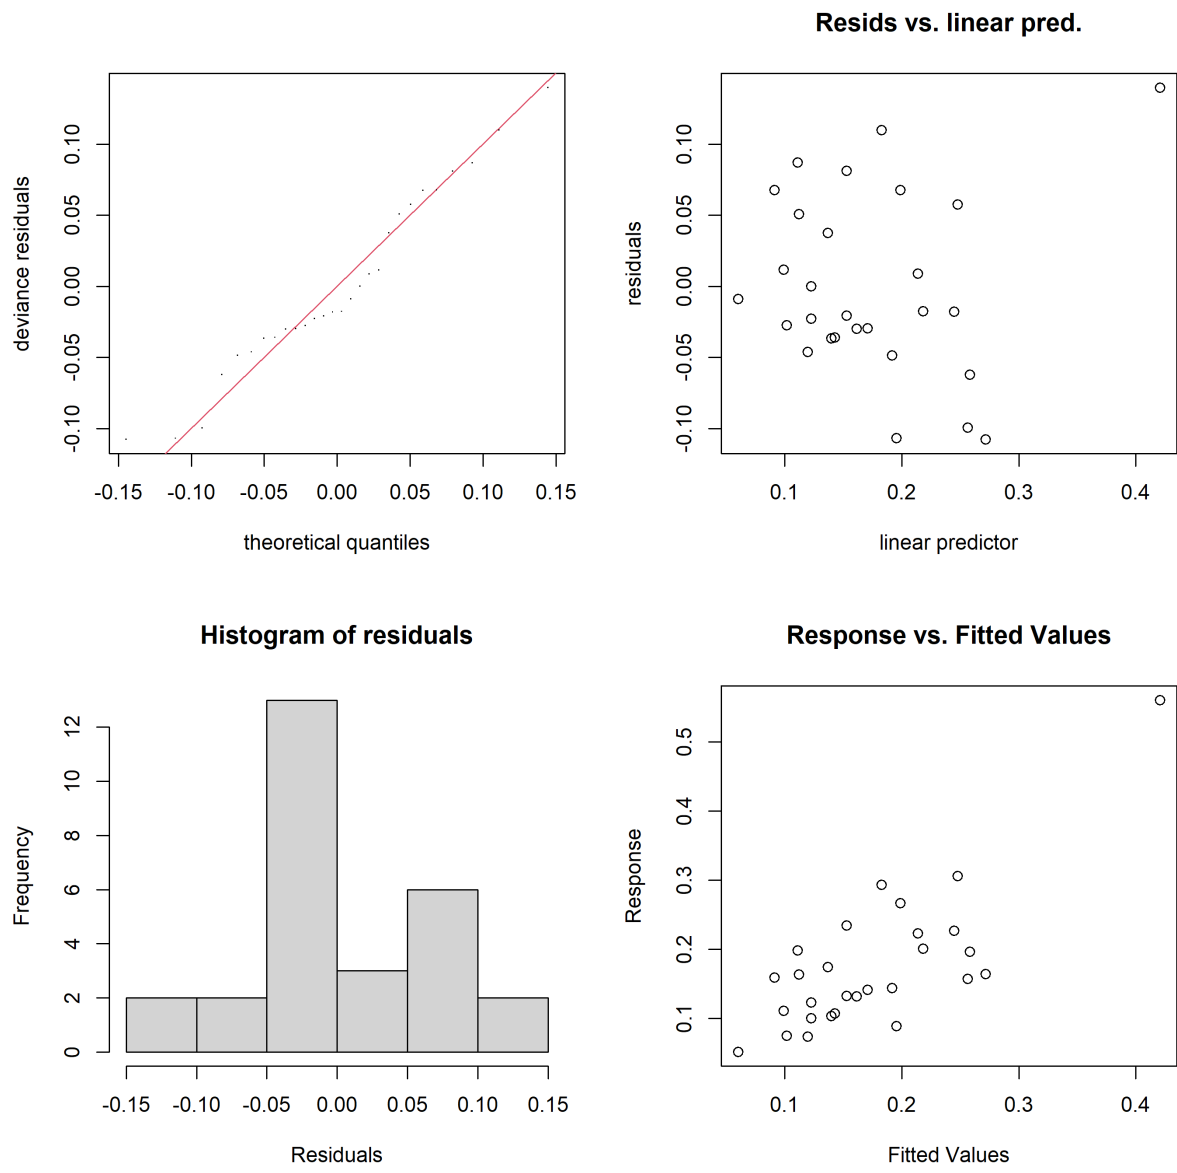 deviance residuals
0.10
0.05
0.00
-0.05
-0.10
-0.15 -0.10 -0.05 0.00 0.05 0.10 0.15
theoretical quantiles
Resids vs. linear pred.
residuals
0.10
0.05
0.00
-0.05
-0.10
0.1 0.2 0.3 0.4
linear predictor
Histogram of residuals
Frequency
12
10
8
6
4
2
0
-0.15 -0.10 -0.05 0.00 0.05 0.10 0.15
Residuals
Response vs. Fitted Values
Response
0.5
0.4
0.3
0.2
0.1
0.1 0.2 0.3 0.4
Fitted Values